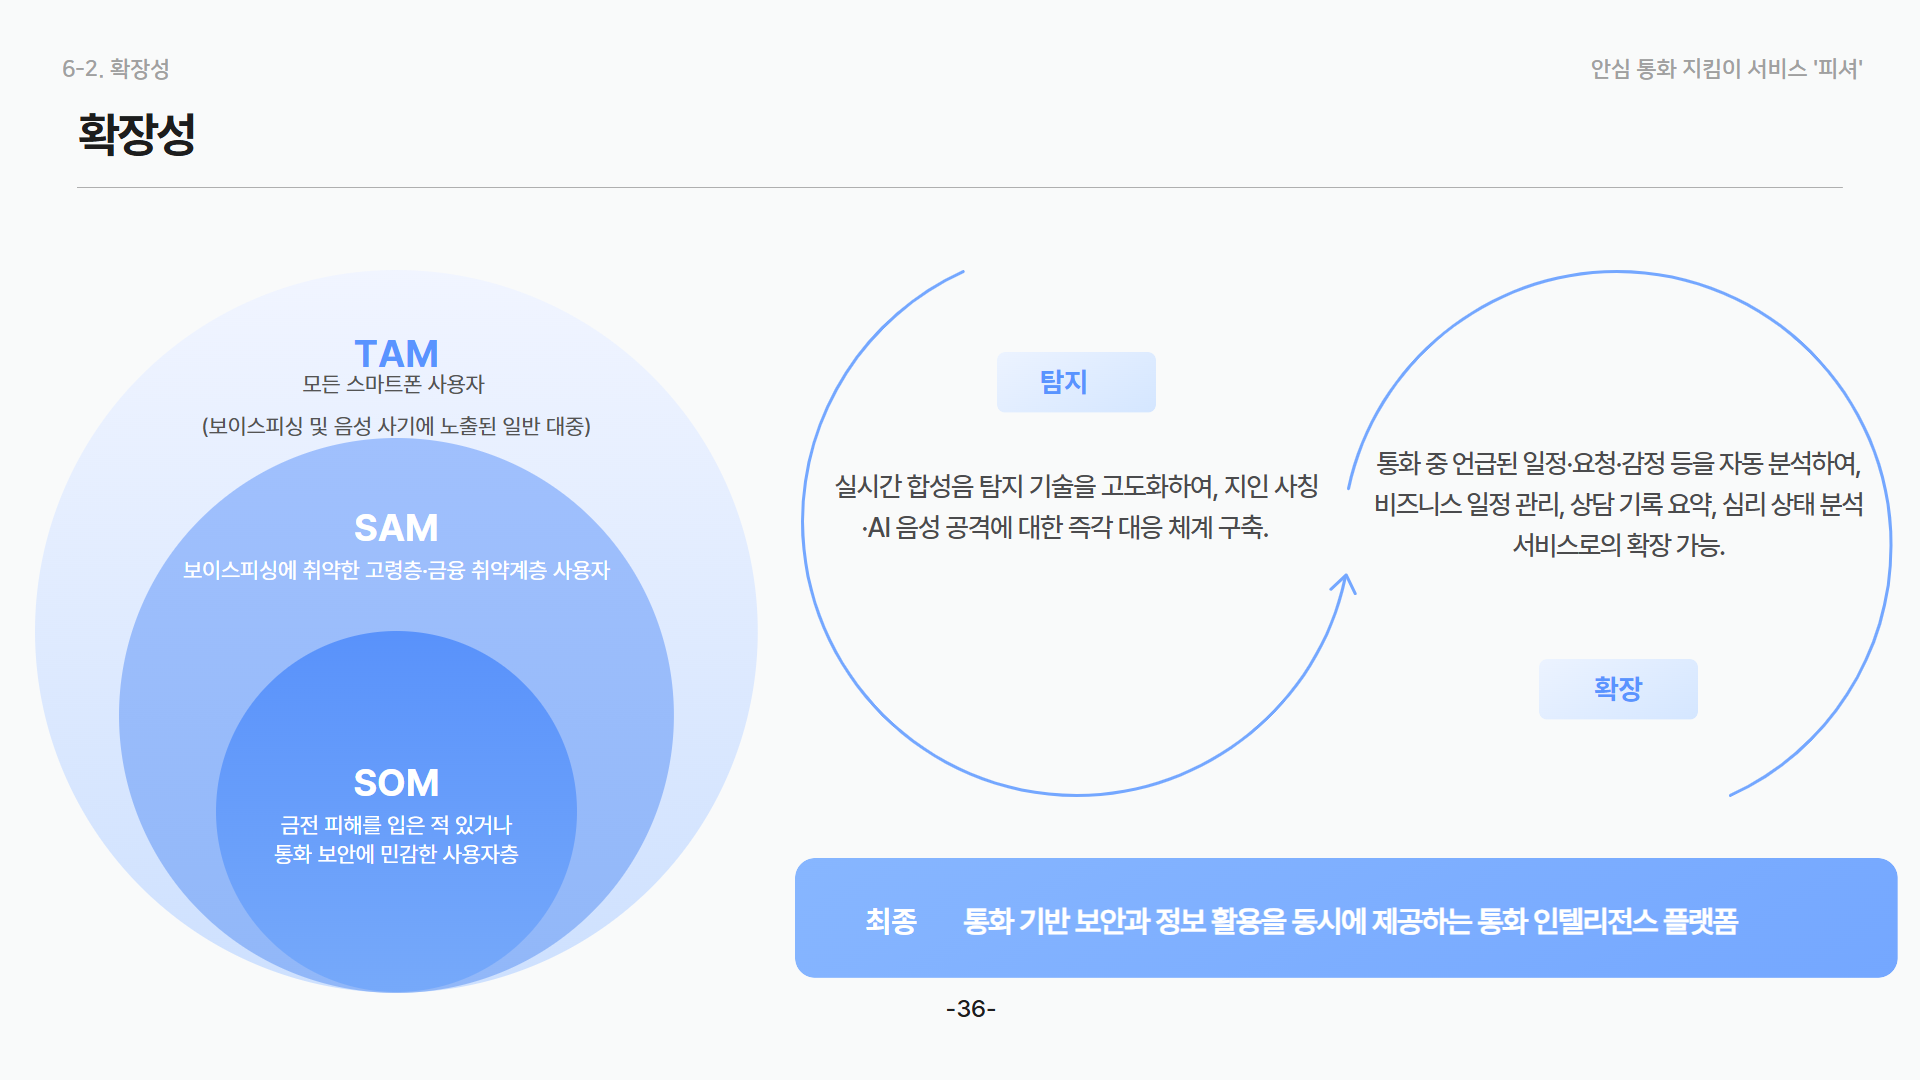 6-2. 확장성
안심 통화 지킴이 서비스 '피셔'
확장성
TAM
모든 스마트폰 사용자
(보이스피싱 및 음성 사기에 노출된 일반 대중)
SAM
보이스피싱에 취약한 고령층·금융 취약계층 사용자
SOM
금전 피해를 입은 적 있거나
통화 보안에 민감한 사용자층
탐지
실시간 합성음 탐지 기술을 고도화하여, 지인 사칭
·AI 음성 공격에 대한 즉각 대응 체계 구축.
통화 중 언급된 일정·요청·감정 등을 자동 분석하여,
비즈니스 일정 관리, 상담 기록 요약, 심리 상태 분석
서비스로의 확장 가능.
확장
최종 통화 기반 보안과 정보 활용을 동시에 제공하는 통화 인텔리전스 플랫폼
-36-